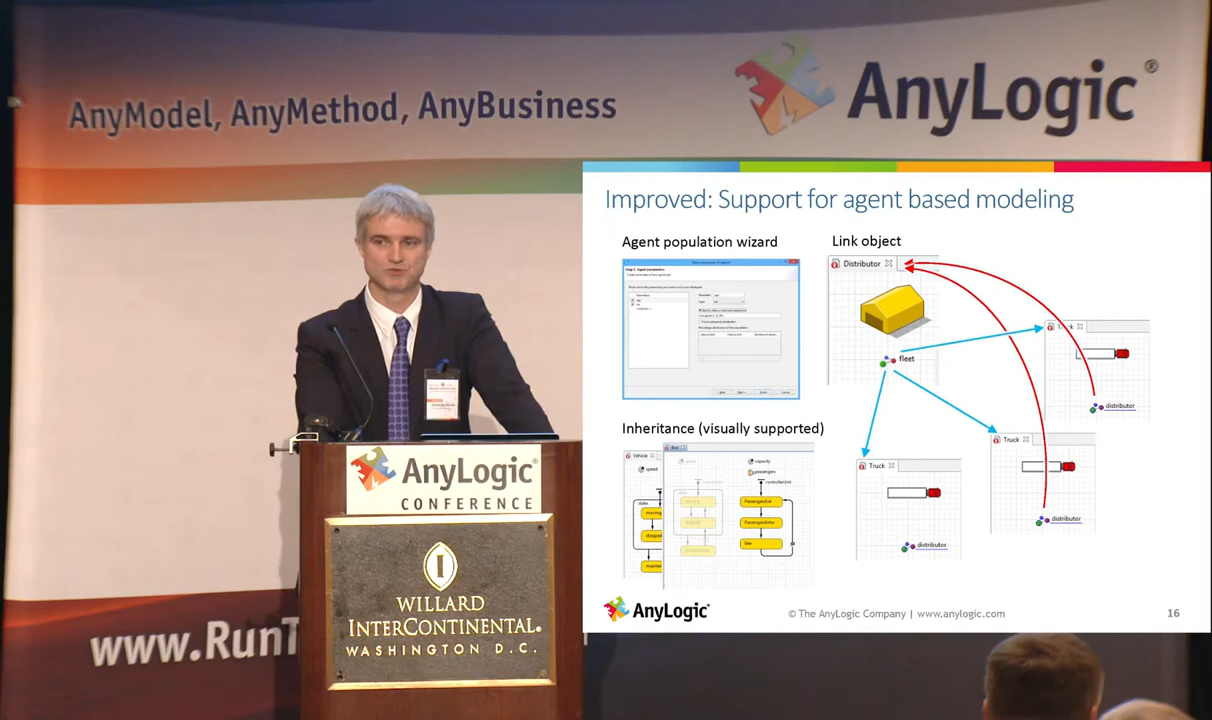 AnyModel, AnyMethod, AnyBusiness
AnyLogic®
Improved: Support for agent based modeling
Agent population wizard
Link object
Distributor
fleet
distributor
Truck
distributor
Truck
distributor
Inheritance (visually supported)
Vehicle
speed
Bus
capacity
passengers
AnyLogic®
© The AnyLogic Company | www.anylogic.com
16
AnyLogic®
CONFERENCE
I
WILLARD
INTERCONTINENTAL®
WASHINGTON D.C.
www.RunT